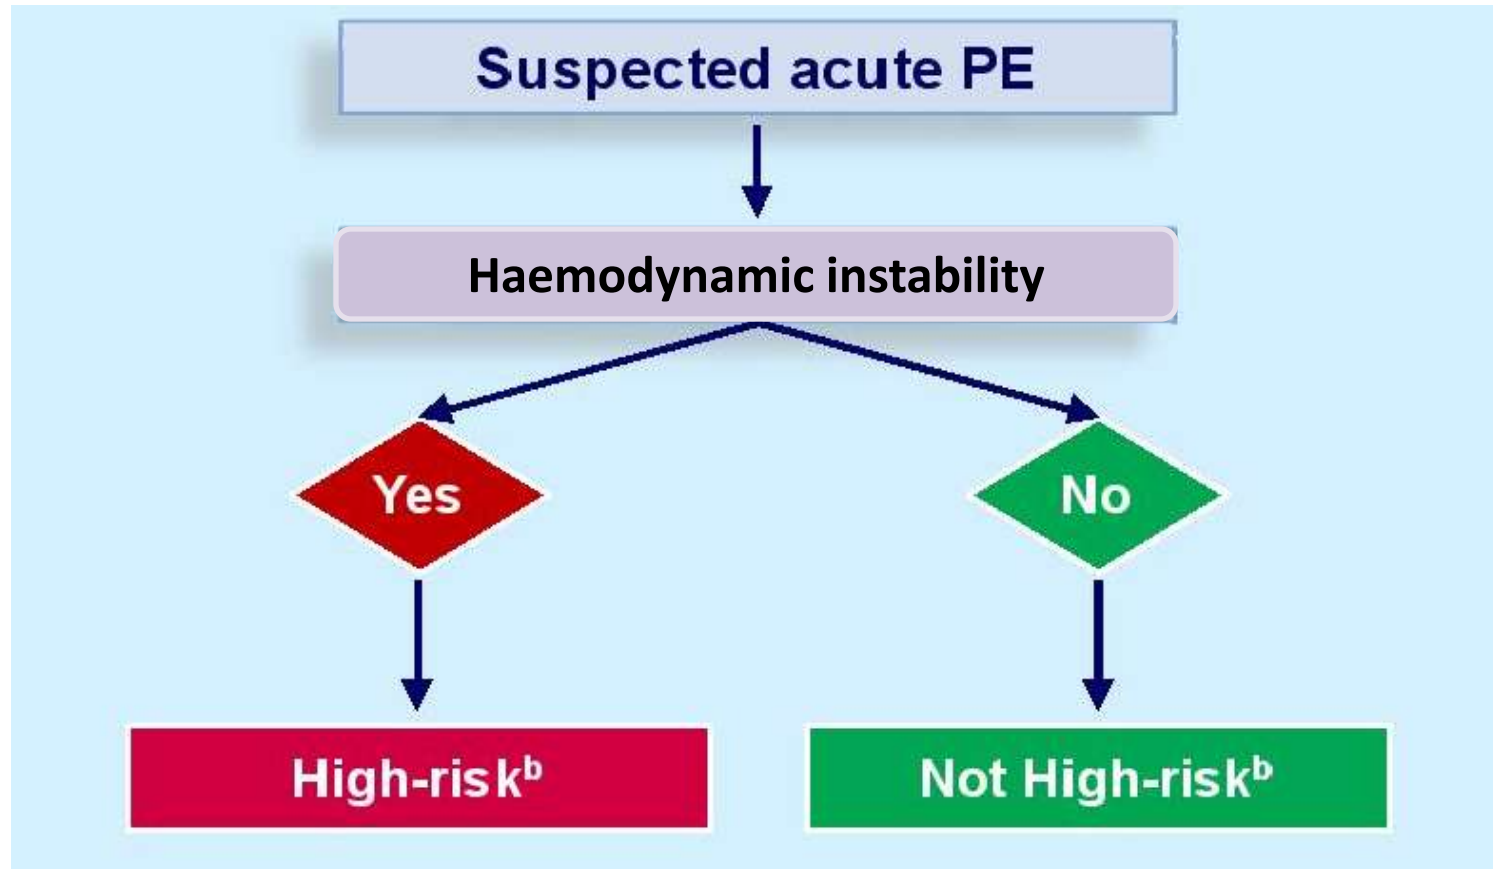 Suspected acute PE
Haemodynamic instability
Yes
No
High-riskᵇ
Not High-riskᵇ